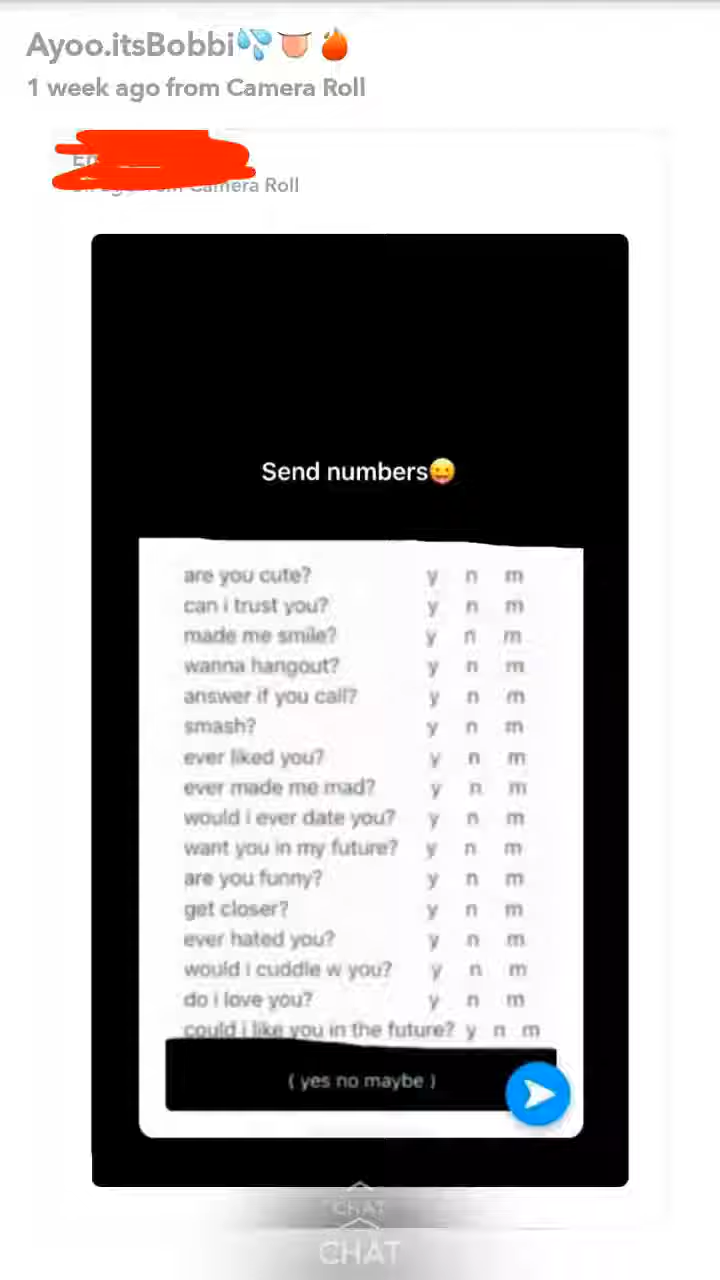 Ayoo.itsBobbi💦👅🔥
1 week ago from Camera Roll
Camera Roll
Send numbers😛
are you cute? y n m
can i trust you? y n m
made me smile? y n m
wanna hangout? y n m
answer if you call? y n m
smash? y n m
ever liked you? y n m
ever made me mad? y n m
would i ever date you? y n m
want you in my future? y n m
are you funny? y n m
get closer? y n m
ever hated you? y n m
would i cuddle w you? y n m
do i love you? y n m
could i like you in the future? y n m
( yes no maybe )
CHAT
CHAT